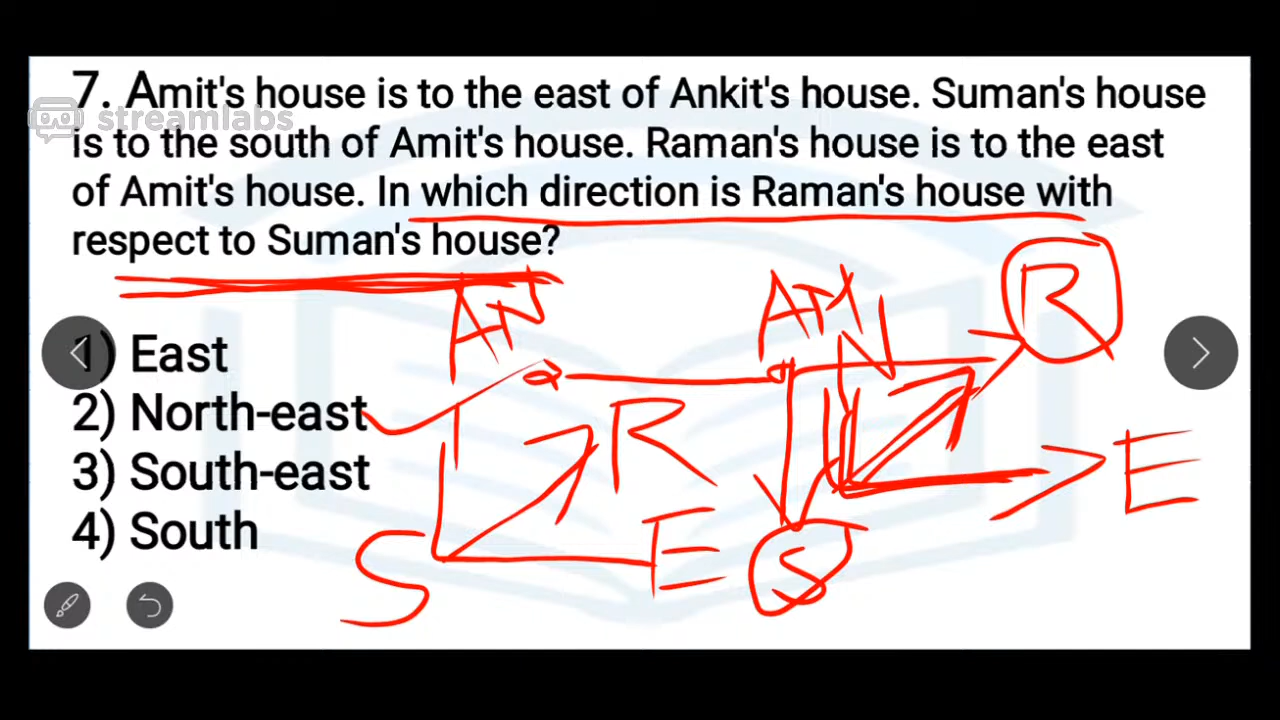 7. Amit's house is to the east of Ankit's house. Suman's house
streamlabs
is to the south of Amit's house. Raman's house is to the east
of Amit's house. In which direction is Raman's house with
respect to Suman's house?
AN
AM
R
1) East
N
2) North-east
R
3) South-east
E
4) South
S
E
S